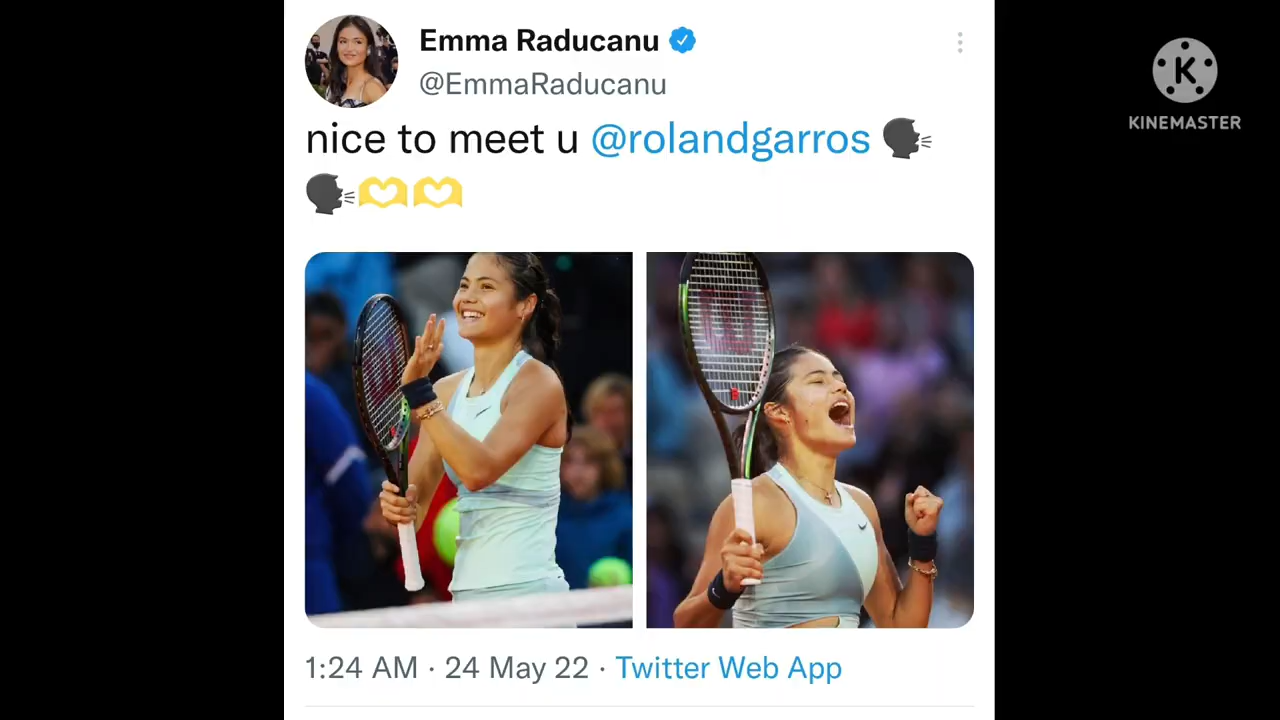 Emma Raducanu
@EmmaRaducanu
nice to meet u @rolandgarros 🗣
🗣🫶🫶
1:24 AM · 24 May 22 · Twitter Web App
K
KINEMASTER